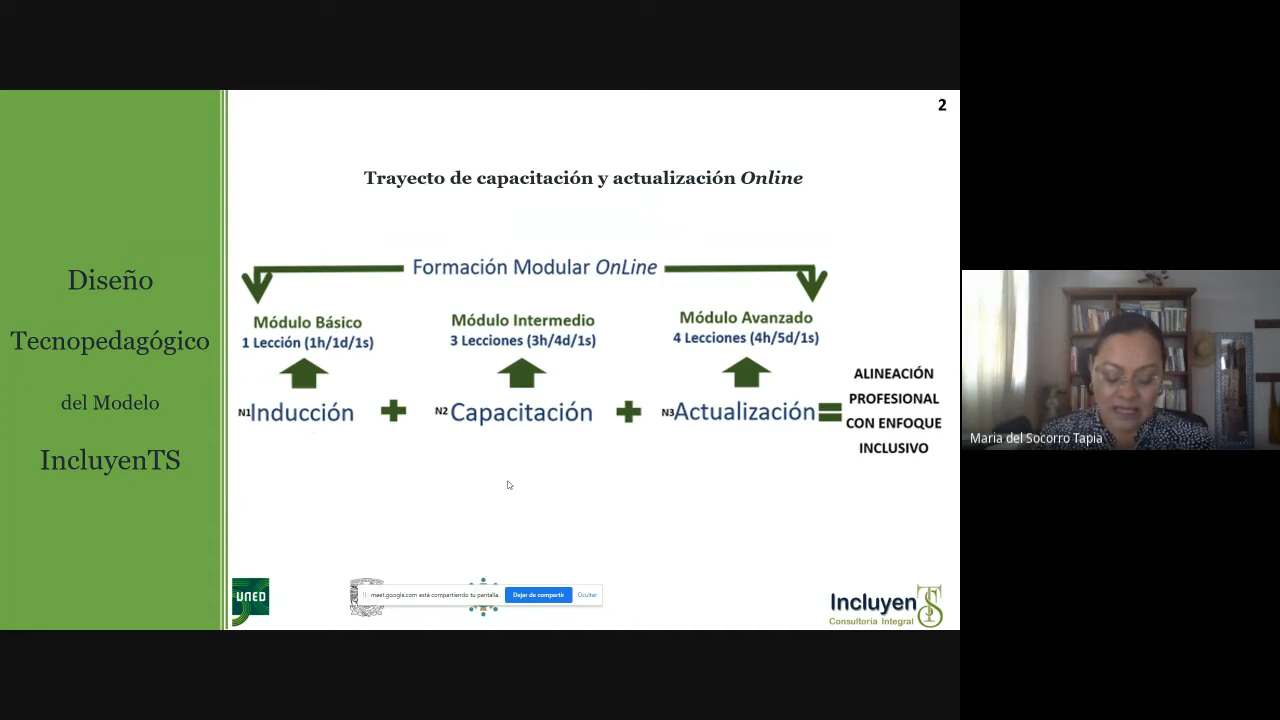 2
Trayecto de capacitación y actualización Online
Diseño
Tecnopedagógico
del Modelo
IncluyenTS
Formación Modular OnLine
Módulo Básico
1 Lección (1h/1d/1s)
Módulo Intermedio
3 Lecciones (3h/4d/1s)
Módulo Avanzado
4 Lecciones (4h/5d/1s)
N1 Inducción + N2 Capacitación + N3 Actualización =
ALINEACIÓN
PROFESIONAL
CON ENFOQUE
INCLUSIVO
Maria del Socorro Tapia
UNED
meet.google.com está compartiendo tu pantalla. Dejar de compartir Ocultar
IncluyenTS
Consultoría Integral